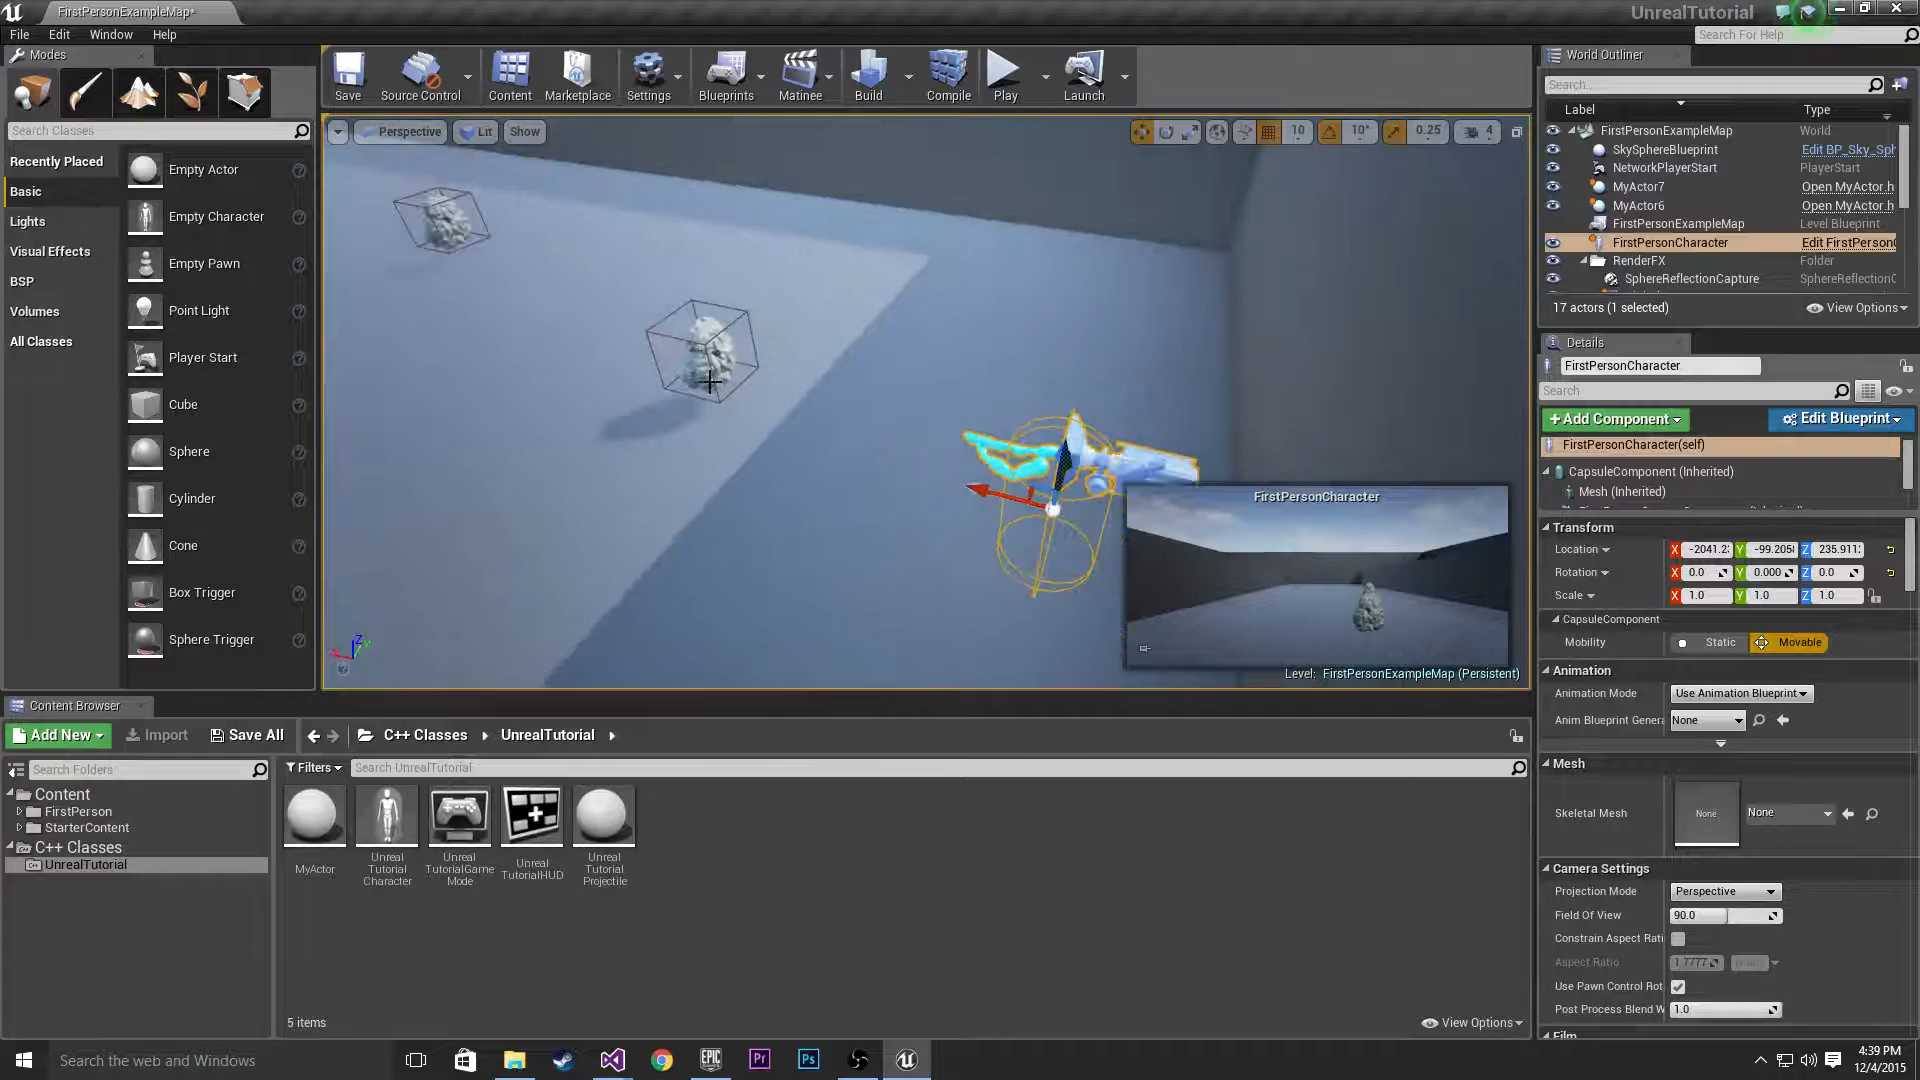 FirstPersonExampleMap*
UnrealTutorial
File Edit Window Help
Search For Help
Modes
Save
Source Control
Content
Marketplace
Settings
Blueprints
Matinee
Build
Compile
Play
Launch
World Outliner
Search...
Label Type
FirstPersonExampleMap World
SkySphereBlueprint Edit BP_Sky_Sph
NetworkPlayerStart PlayerStart
MyActor7 Open MyActor.h
MyActor6 Open MyActor.h
FirstPersonExampleMap Level Blueprint
FirstPersonCharacter Edit FirstPerson
RenderFX Folder
SphereReflectionCapture SphereReflectionC
17 actors (1 selected)
View Options
Search Classes
Recently Placed
Basic
Lights
Visual Effects
BSP
Volumes
All Classes
Empty Actor
Empty Character
Empty Pawn
Point Light
Player Start
Cube
Sphere
Cylinder
Cone
Box Trigger
Sphere Trigger
Perspective
Lit
Show
10
10°
0.25
4
FirstPersonCharacter
Level: FirstPersonExampleMap (Persistent)
Details
FirstPersonCharacter
Search
+Add Component
Edit Blueprint
FirstPersonCharacter(self)
CapsuleComponent (Inherited)
Mesh (Inherited)
Transform
Location X -2041.2 Y -99.205 Z 235.911
Rotation X 0.0 Y 0.000 Z 0.0
Scale X 1.0 Y 1.0 Z 1.0
CapsuleComponent
Mobility Static Movable
Animation
Animation Mode Use Animation Blueprint
Anim Blueprint Genera None
Mesh
Skeletal Mesh None None
Camera Settings
Projection Mode Perspective
Field Of View 90.0
Constrain Aspect Rati
Aspect Ratio 1.7777
Use Pawn Control Rot
Post Process Blend W 1.0
Film
Content Browser
Add New
Import
Save All
C++ Classes
UnrealTutorial
Search Folders
Filters
Search UnrealTutorial
Content
FirstPerson
StarterContent
C++ Classes
UnrealTutorial
MyActor
Unreal
Tutorial
Character
Unreal
TutorialGame
Mode
Unreal
TutorialHUD
Unreal
Tutorial
Projectile
5 items
View Options
Search the web and Windows
EPIC
GAMES
Pr
Ps
4:39 PM
12/4/2015